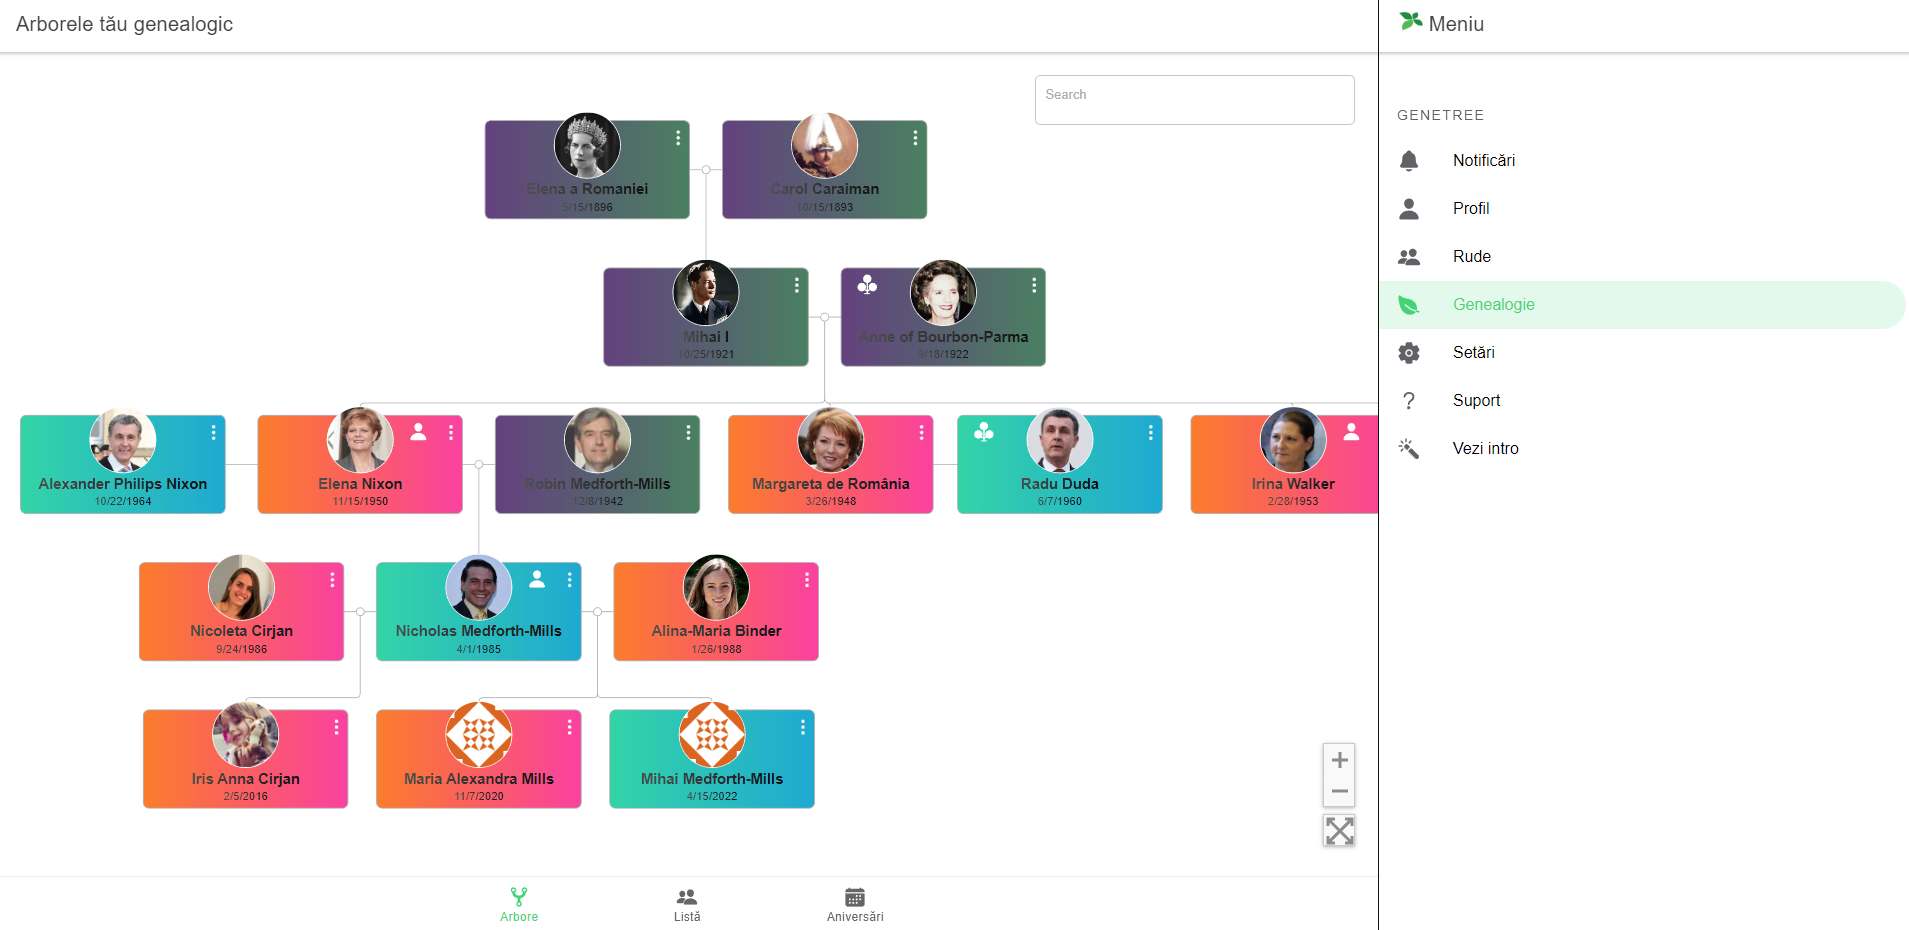 Arborele tău genealogic
Meniu
Search
Elena a Romaniei
5/15/1896
Carol Caraiman
10/15/1893
Mihai I
10/25/1921
Anne of Bourbon-Parma
9/18/1922
Alexander Philips Nixon
10/22/1964
Elena Nixon
11/15/1950
Robin Medforth-Mills
12/8/1942
Margareta de România
3/26/1948
Radu Duda
6/7/1960
Irina Walker
2/28/1953
Nicoleta Cirjan
9/24/1986
Nicholas Medforth-Mills
4/1/1985
Alina-Maria Binder
1/26/1988
Iris Anna Cirjan
2/5/2016
Maria Alexandra Mills
11/7/2020
Mihai Medforth-Mills
4/15/2022
Arbore
Listă
Aniversări
GENETREE
Notificări
Profil
Rude
Genealogie
Setări
Suport
Vezi intro